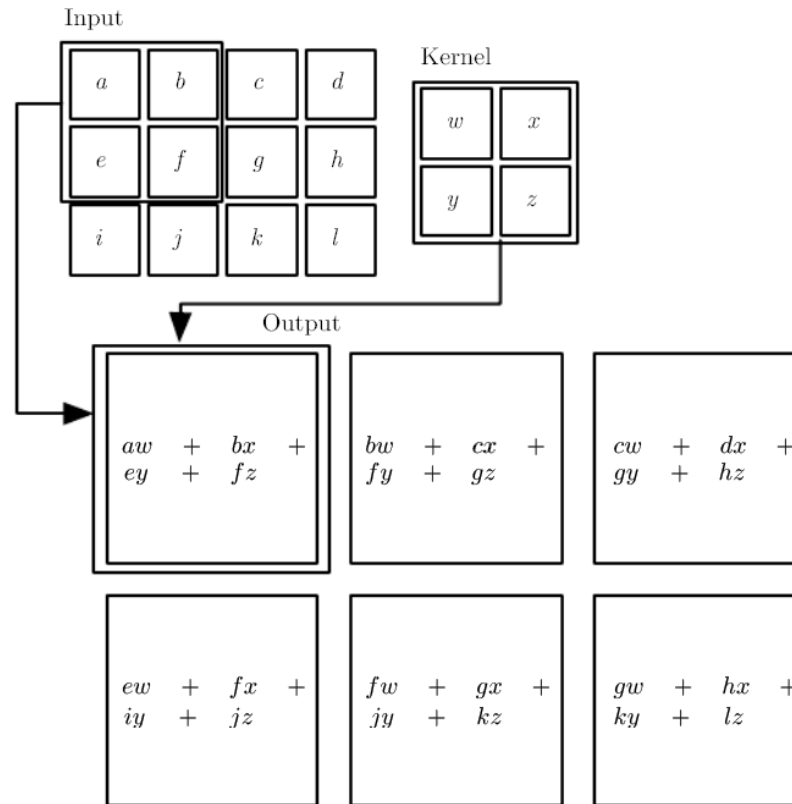 Input
a b c d
Kernel
w x
e f g h
y z
i j k l
Output
aw + bx +
ey + fz
bw + cx +
fy + gz
cw + dx +
gy + hz
ew + fx +
iy + jz
fw + gx +
jy + kz
gw + hx +
ky + lz